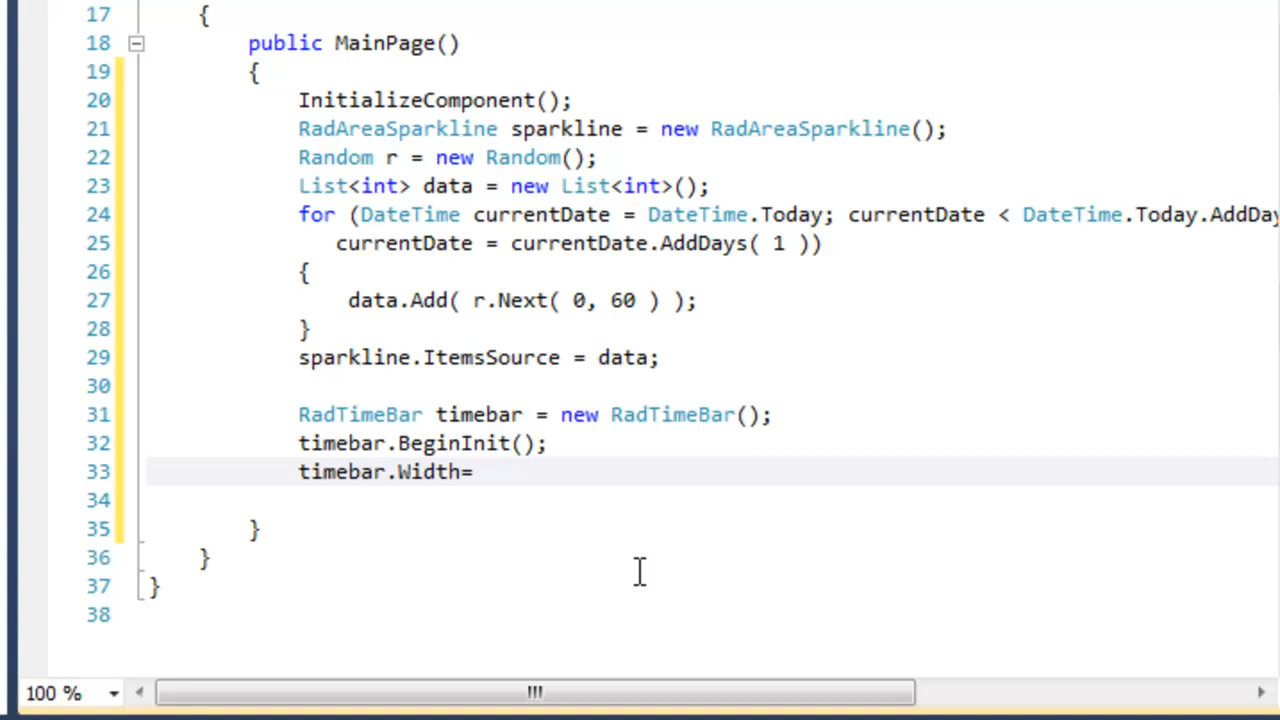 17 {
18 public MainPage()
19 {
20 InitializeComponent();
21 RadAreaSparkline sparkline = new RadAreaSparkline();
22 Random r = new Random();
23 List<int> data = new List<int>();
24 for (DateTime currentDate = DateTime.Today; currentDate < DateTime.Today.AddDay
25 currentDate = currentDate.AddDays( 1 ))
26 {
27 data.Add( r.Next( 0, 60 ) );
28 }
29 sparkline.ItemsSource = data;
30
31 RadTimeBar timebar = new RadTimeBar();
32 timebar.BeginInit();
33 timebar.Width=
34
35 }
36 }
37 }
38
100 %